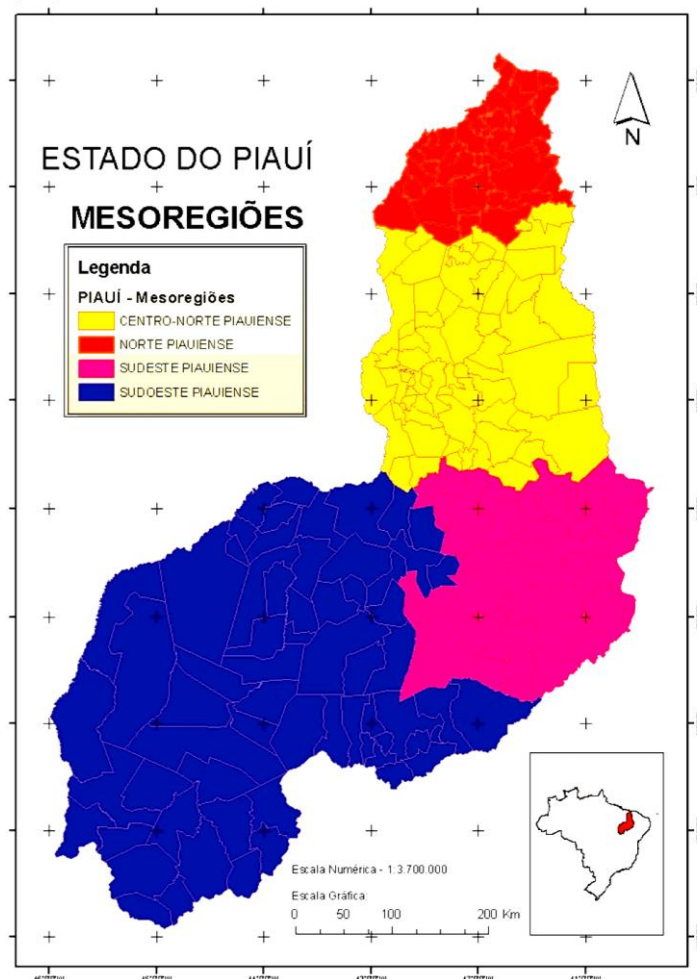 ESTADO DO PIAUÍ
N
MESOREGIÕES
Legenda
PIAUÍ - Mesoregiões
CENTRO-NORTE PIAUIENSE
NORTE PIAUIENSE
SUDESTE PIAUIENSE
SUDOESTE PIAUIENSE
Escala Numérica - 1:3.700.000
Escala Gráfica:
0 50 100 200 Km